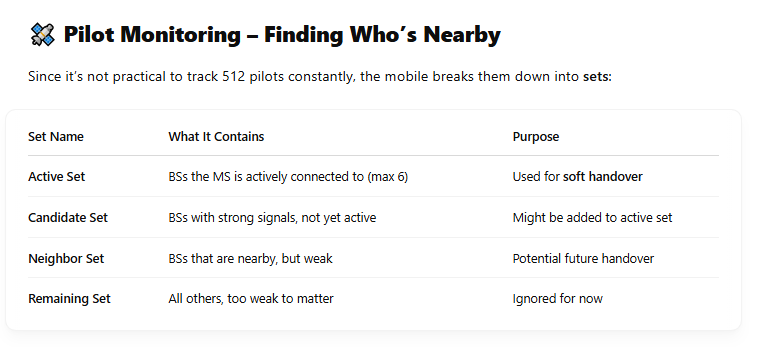 🛰️ Pilot Monitoring – Finding Who’s Nearby
Since it’s not practical to track 512 pilots constantly, the mobile breaks them down into sets:
Set Name What It Contains Purpose
Active Set BSs the MS is actively connected to (max 6) Used for soft handover
Candidate Set BSs with strong signals, not yet active Might be added to active set
Neighbor Set BSs that are nearby, but weak Potential future handover
Remaining Set All others, too weak to matter Ignored for now